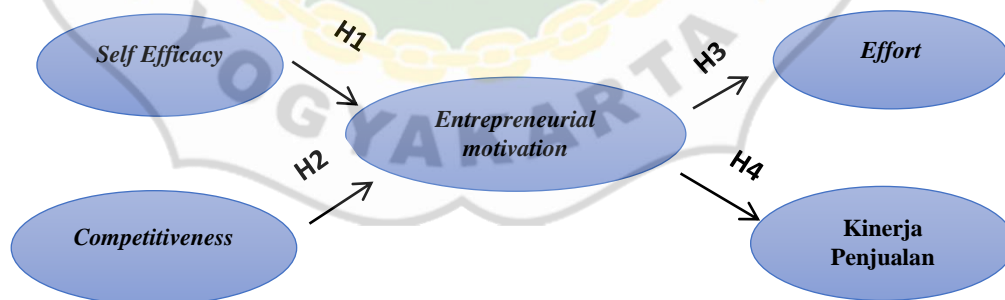 Self Efficacy
H1
H3
Effort
Entrepreneurial
motivation
YOGYAKARTA
H2
H4
Competitiveness
Kinerja
Penjualan